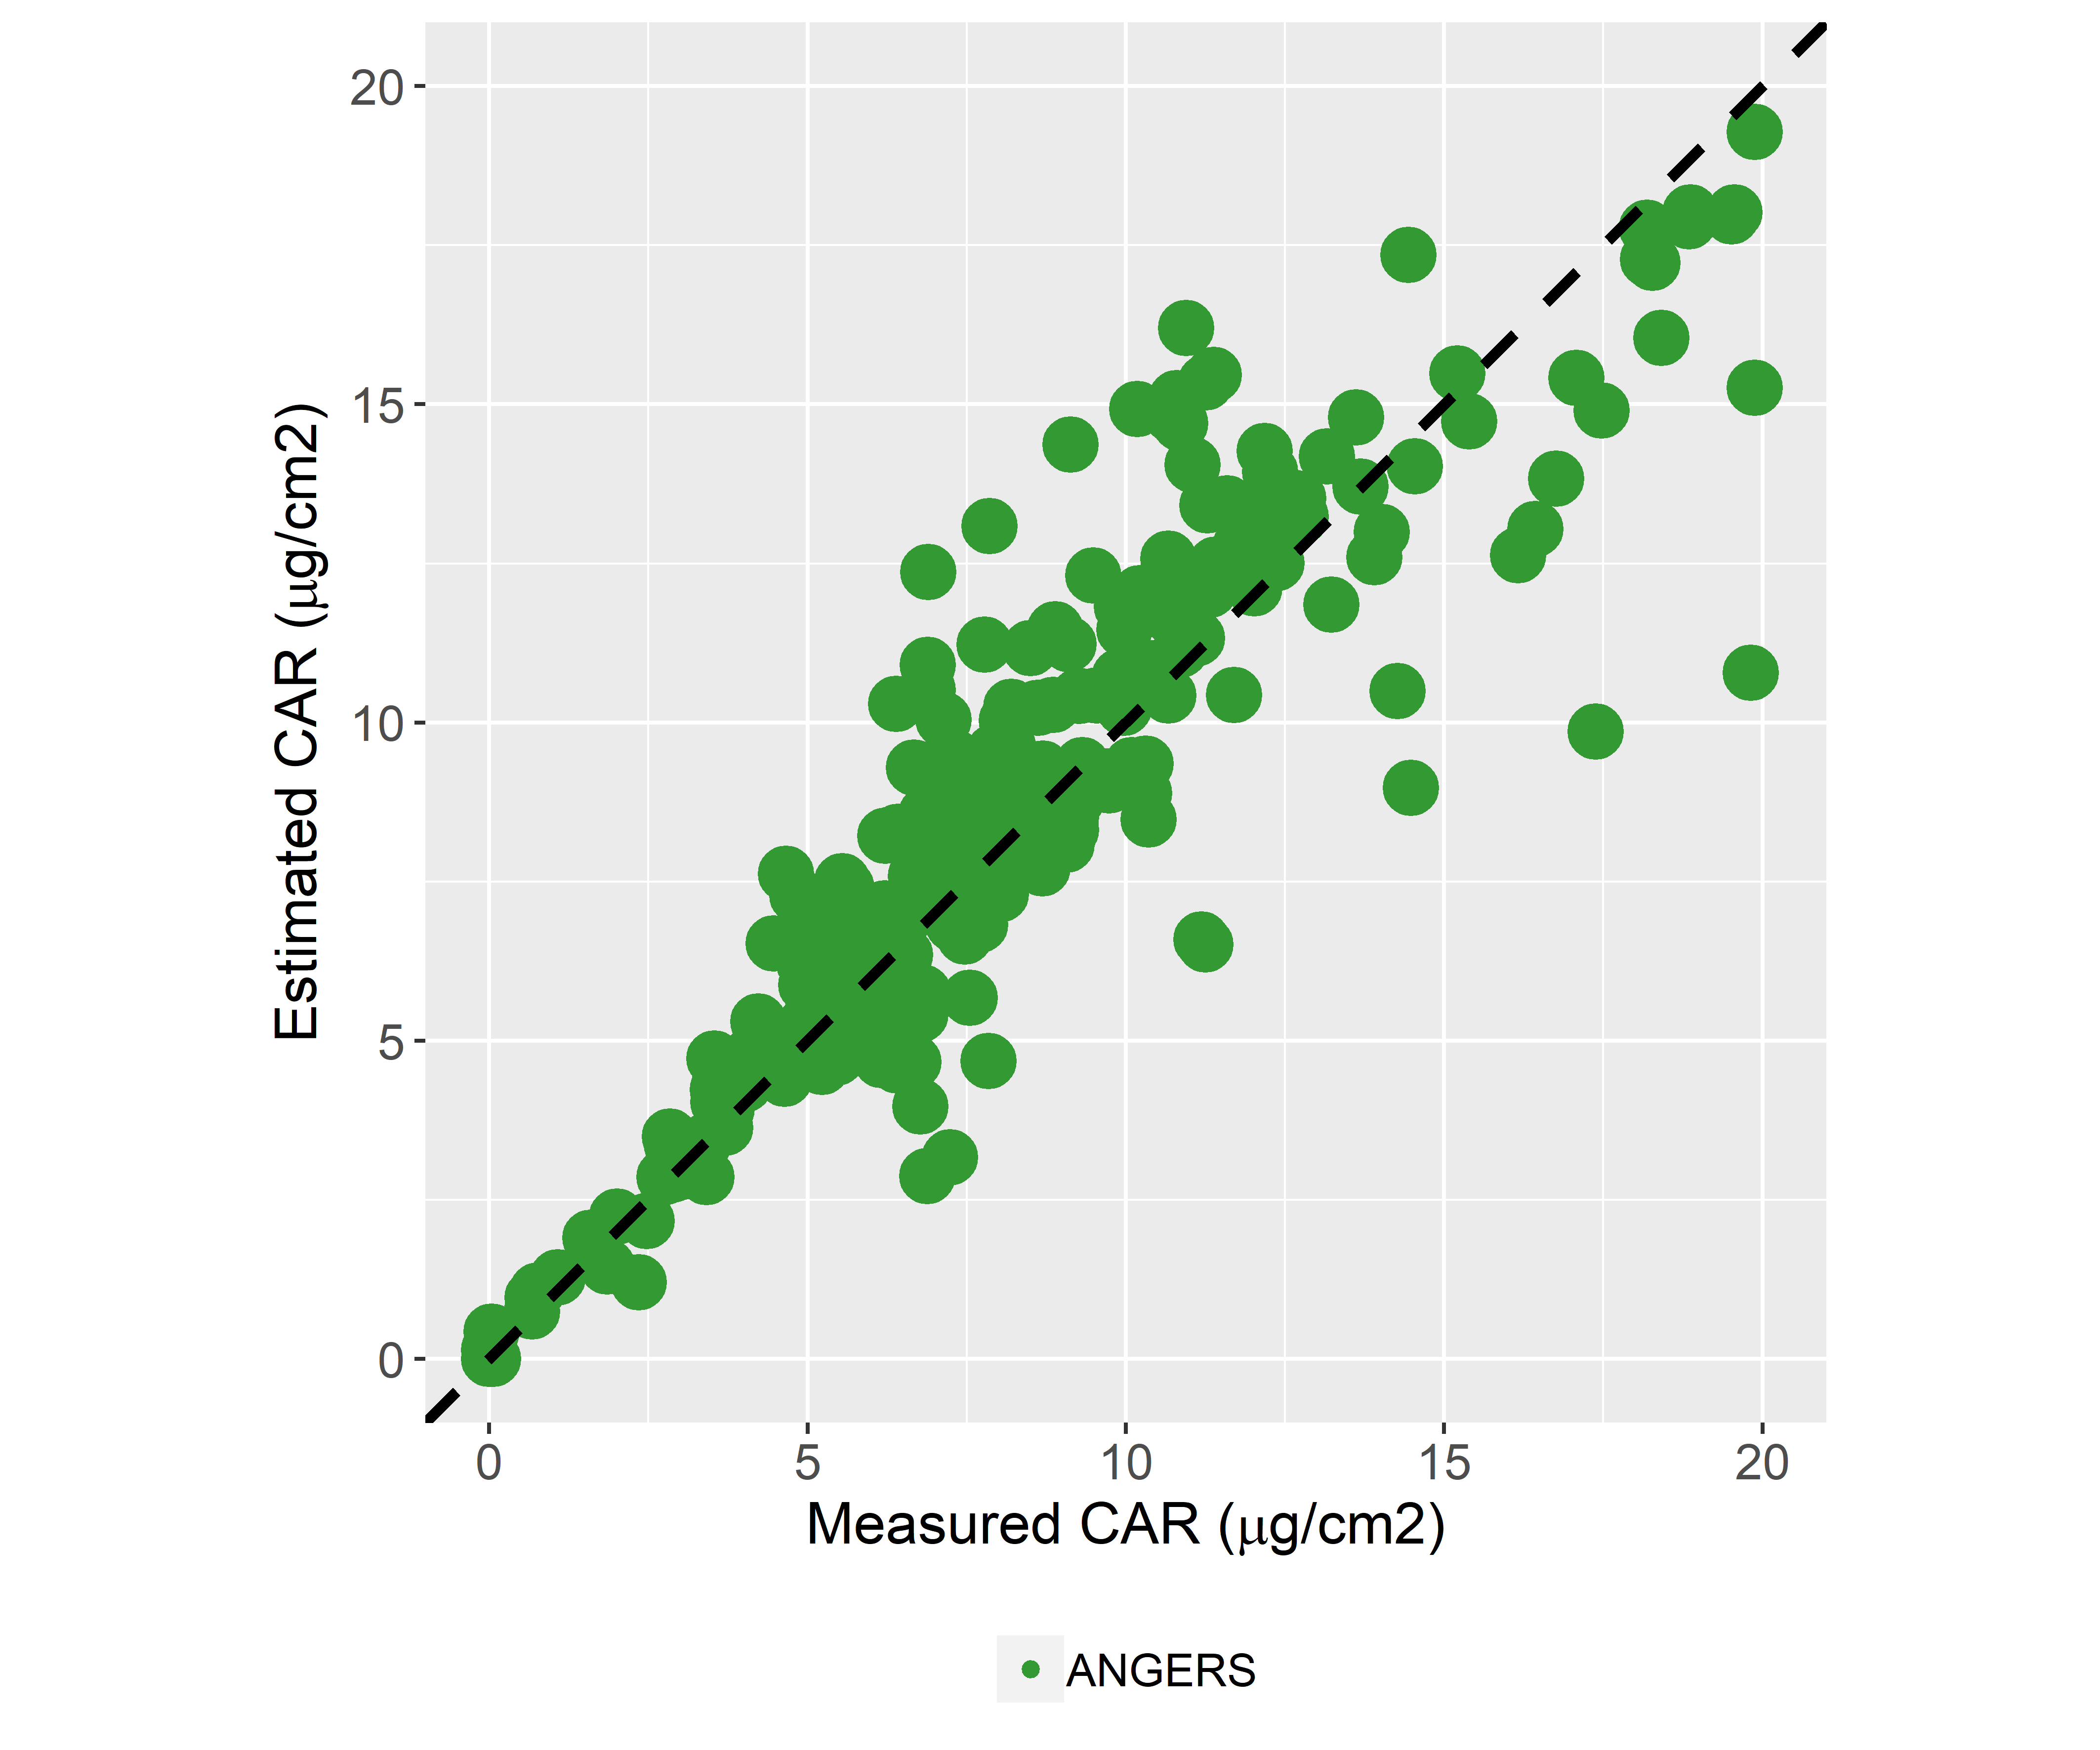 Estimated CAR (μg/cm2)
20
15
10
5
0
0 5 10 15 20
Measured CAR (μg/cm2)
ANGERS